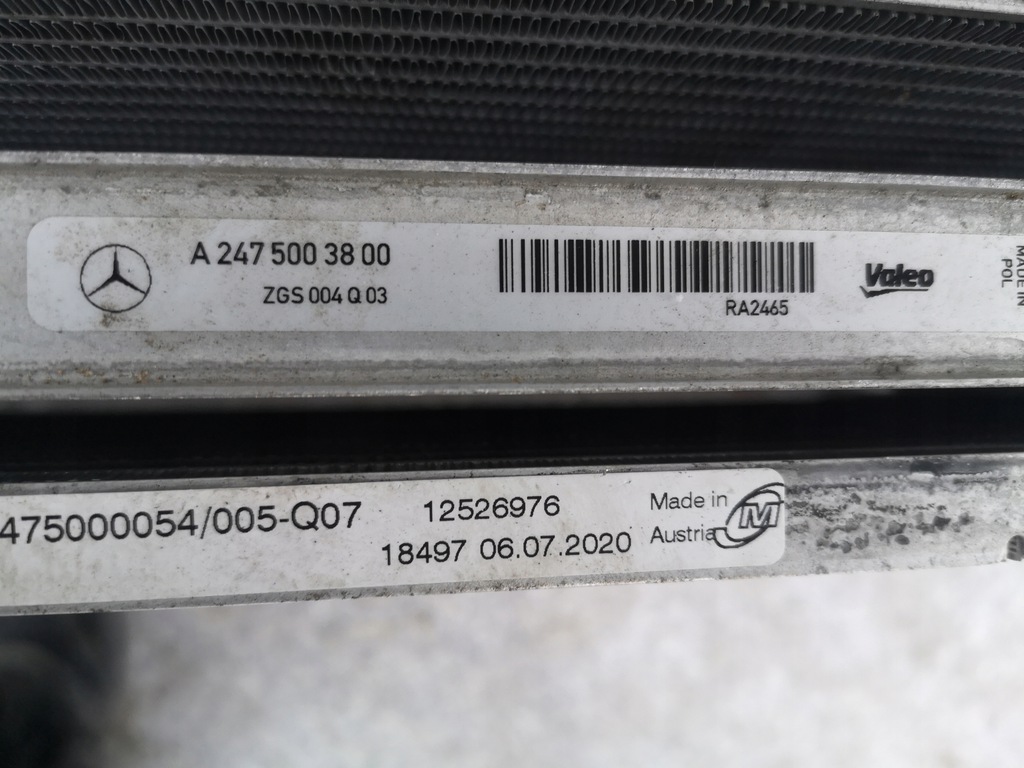 A 247 500 38 00
ZGS 004 Q 03
RA2465
Valeo
MADE IN
POL
475000054/005-Q07
12526976
18497 06.07.2020
Made in
Austria
M